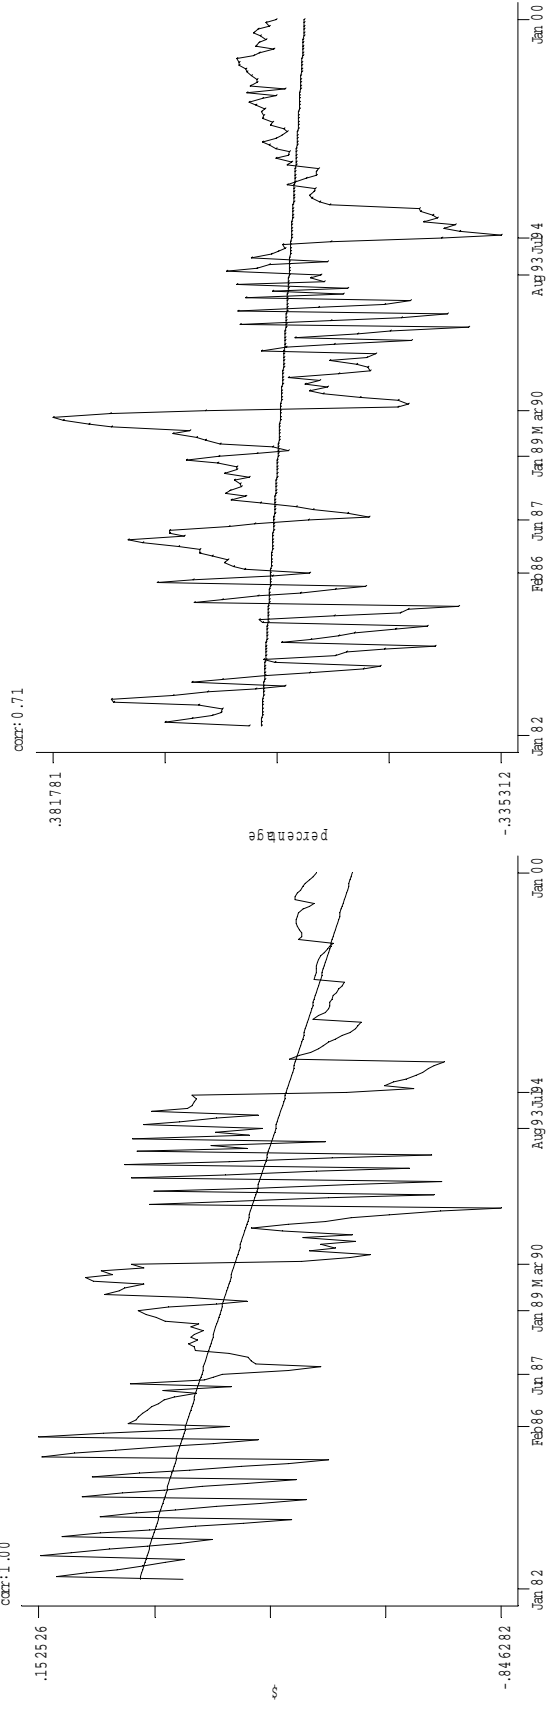 corr:1.00
.152526
$
-.846282
Jan 82
Feb 86
Jun 87
Jan 89
Mar 90
Aug 93
Jul 94
Jan 00
corr:0.71
.381781
percentage
-.335312
Jan 82
Feb 86
Jun 87
Jan 89
Mar 90
Aug 93
Jul 94
Jan 00